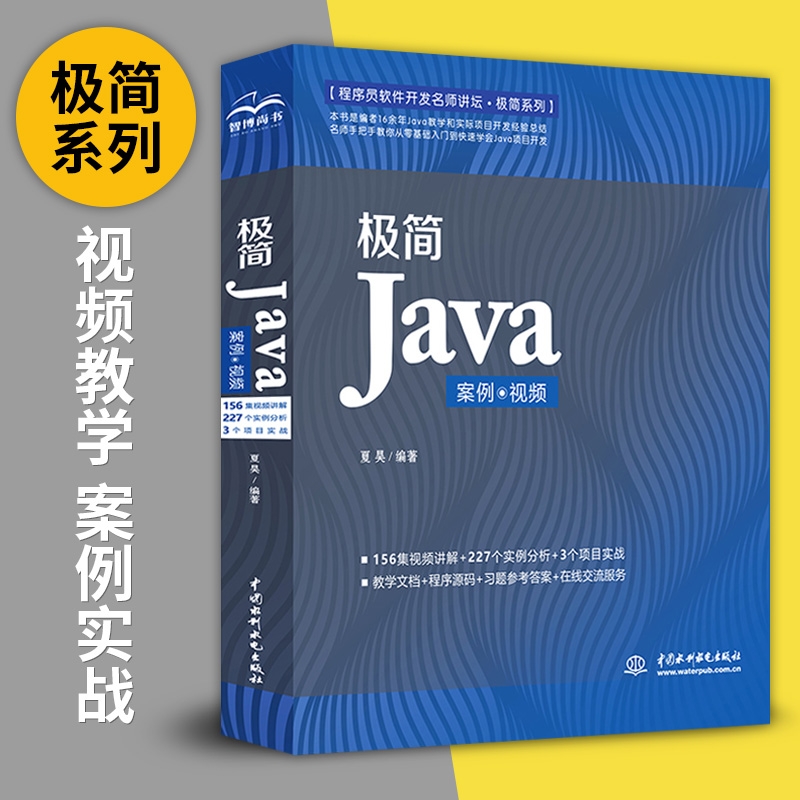 极简
系列
视频教学 案例实战
智博尚书
极简
Java
案例 视频
156集视频讲解
227个实例分析
3个项目实战
夏昊/编著
中国水利水电出版社
【程序员软件开发名师讲坛·极简系列】
本书是编者16余年Java教学和实际项目开发经验总结
名师手把手教你从零基础入门到快速学会Java项目开发
极简
Java
案例 视频
夏昊/编著
■ 156集视频讲解+227个实例分析+3个项目实战
■ 教学文档+程序源码+习题参考答案+在线交流服务
中国水利水电出版社
www.waterpub.com.cn